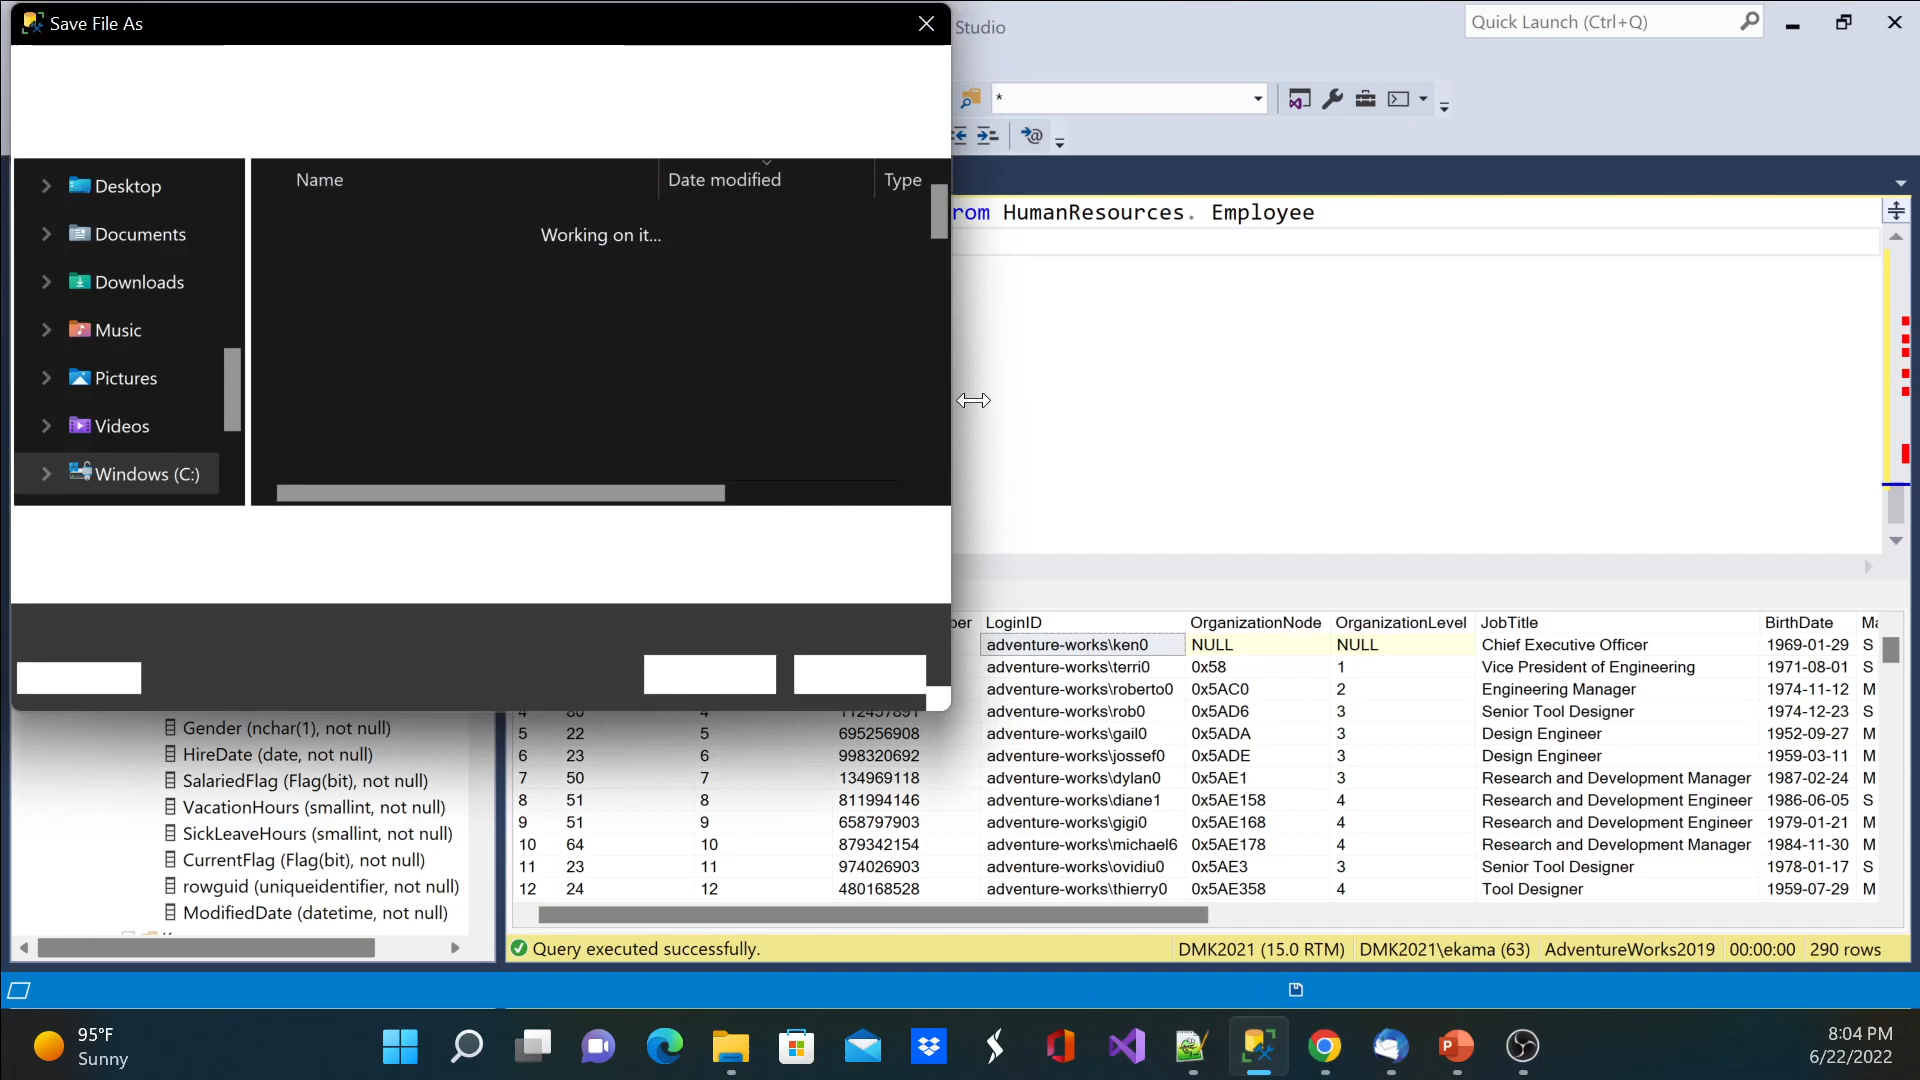 Save File As
Studio
Quick Launch (Ctrl+Q)
*
Name
Date modified
Type
Working on it...
Desktop
Documents
Downloads
Music
Pictures
Videos
Windows (C:)
rom HumanResources. Employee
ber LoginID OrganizationNode OrganizationLevel JobTitle BirthDate
adventure-works\ken0 NULL NULL Chief Executive Officer 1969-01-29 S
adventure-works\terri0 0x58 1 Vice President of Engineering 1971-08-01 S
adventure-works\roberto0 0x5AC0 2 Engineering Manager 1974-11-12 M
4 80 4 112457891 adventure-works\rob0 0x5AD6 3 Senior Tool Designer 1974-12-23 S
5 22 5 695256908 adventure-works\gail0 0x5ADA 3 Design Engineer 1952-09-27 M
6 23 6 998320692 adventure-works\jossef0 0x5ADE 3 Design Engineer 1959-03-11 M
7 50 7 134969118 adventure-works\dylan0 0x5AE1 3 Research and Development Manager 1987-02-24 M
8 51 8 811994146 adventure-works\diane1 0x5AE158 4 Research and Development Engineer 1986-06-05 S
9 51 9 658797903 adventure-works\gigi0 0x5AE168 4 Research and Development Engineer 1979-01-21 M
10 64 10 879342154 adventure-works\michael6 0x5AE178 4 Research and Development Manager 1984-11-30 M
11 23 11 974026903 adventure-works\ovidiu0 0x5AE3 3 Senior Tool Designer 1978-01-17 S
12 24 12 480168528 adventure-works\thierry0 0x5AE358 4 Tool Designer 1959-07-29 M
Gender (nchar(1), not null)
HireDate (date, not null)
SalariedFlag (Flag(bit), not null)
VacationHours (smallint, not null)
SickLeaveHours (smallint, not null)
CurrentFlag (Flag(bit), not null)
rowguid (uniqueidentifier, not null)
ModifiedDate (datetime, not null)
Query executed successfully.
DMK2021 (15.0 RTM) DMK2021\ekama (63) AdventureWorks2019 00:00:00 290 rows
95°F
Sunny
8:04 PM
6/22/2022